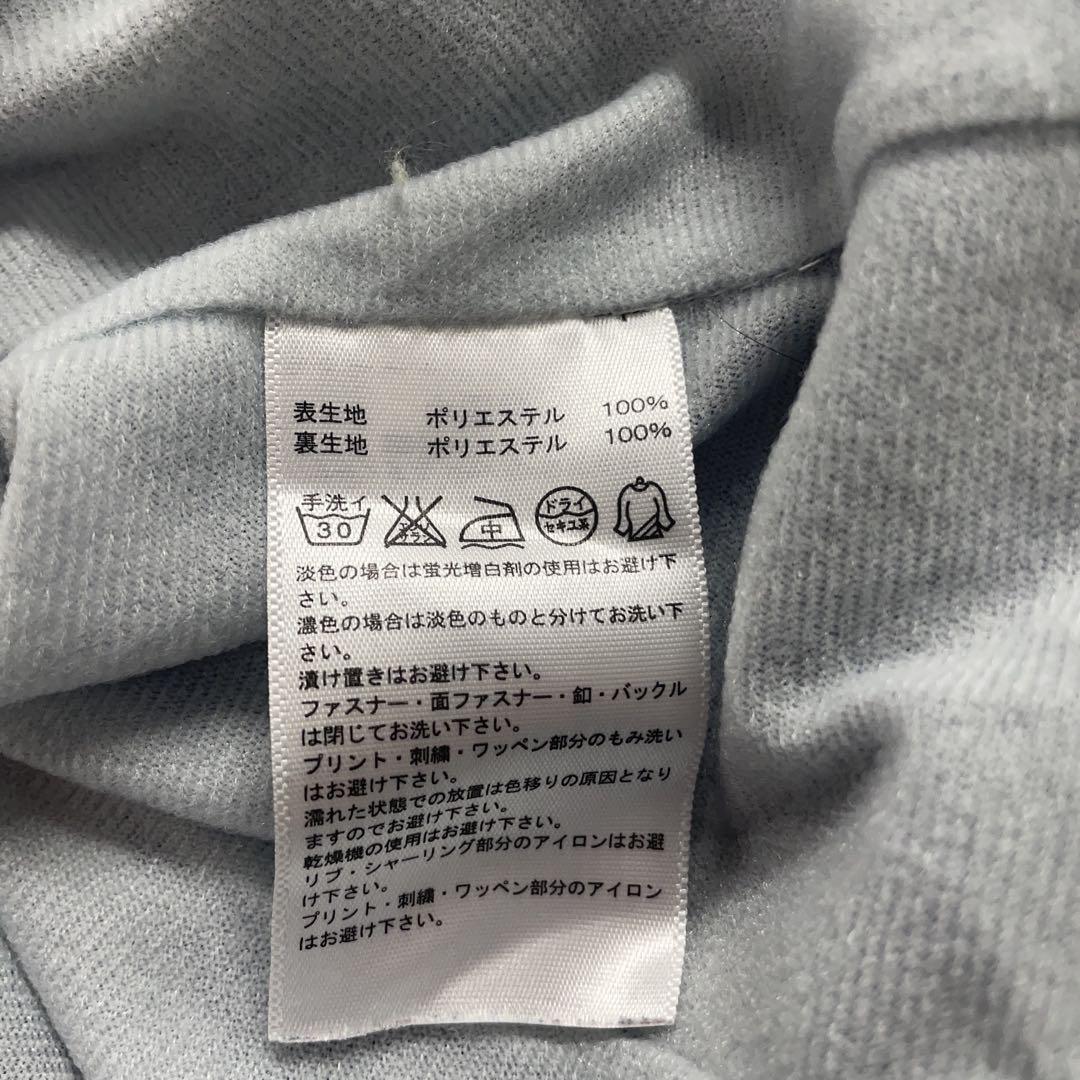 表生地 ポリエステル 100%
裏生地 ポリエステル 100%
手洗イ
30
エンソ
サラシ
中
ドライ
セキユ系
淡色の場合は蛍光増白剤の使用はお避け下
さい。
濃色の場合は淡色のものと分けてお洗い下
さい。
漬け置きはお避け下さい。
ファスナー・面ファスナー・釦・バックル
は閉じてお洗い下さい。
プリント・刺繍・ワッペン部分のもみ洗い
はお避け下さい。
濡れた状態での放置は色移りの原因となり
ますのでお避け下さい。
乾燥機の使用はお避け下さい。
リブ・シャーリング部分のアイロンはお避
け下さい。
プリント・刺繍・ワッペン部分のアイロン
はお避け下さい。